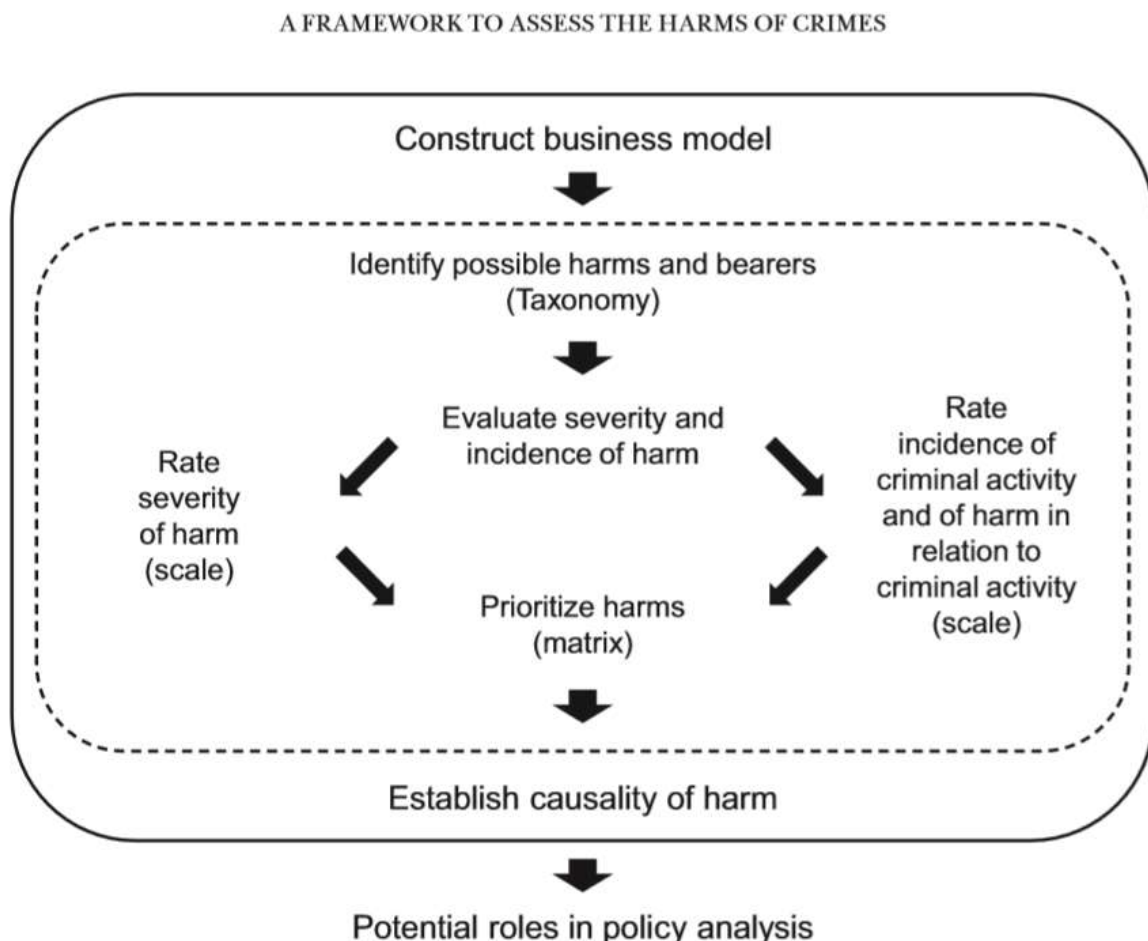 A FRAMEWORK TO ASSESS THE HARMS OF CRIMES
Construct business model
Identify possible harms and bearers
(Taxonomy)
Evaluate severity and
incidence of harm
Rate
severity
of harm
(scale)
Rate
incidence of
criminal activity
and of harm in
relation to
criminal activity
(scale)
Prioritize harms
(matrix)
Establish causality of harm
Potential roles in policy analysis